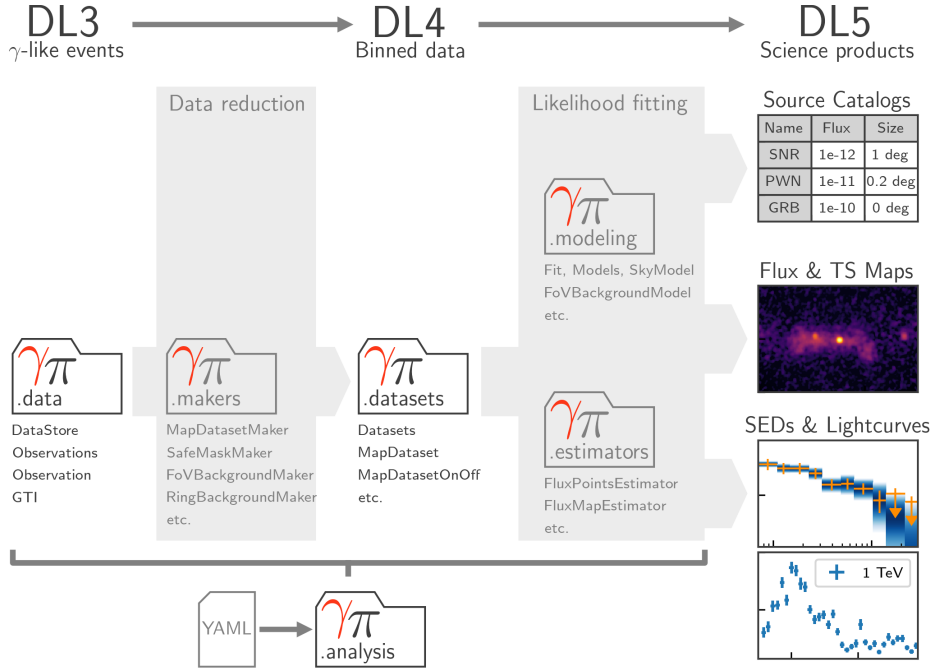 DL3
DL4
DL5
γ-like events
Binned data
Science products
Data reduction
Likelihood fitting
Source Catalogs
Name Flux Size
SNR 1e-12 1 deg
PWN 1e-11 0.2 deg
GRB 1e-10 0 deg
γπ
.modeling
Fit, Models, SkyModel
FoVBackgroundModel
etc.
Flux & TS Maps
γπ
.data
DataStore
Observations
Observation
GTI
γπ
.makers
MapDatasetMaker
SafeMaskMaker
FoVBackgroundMaker
RingBackgroundMaker
etc.
γπ
.datasets
Datasets
MapDataset
MapDatasetOnOff
etc.
γπ
.estimators
FluxPointsEstimator
FluxMapEstimator
etc.
SEDs & Lightcurves
1 TeV
YAML
γπ
.analysis